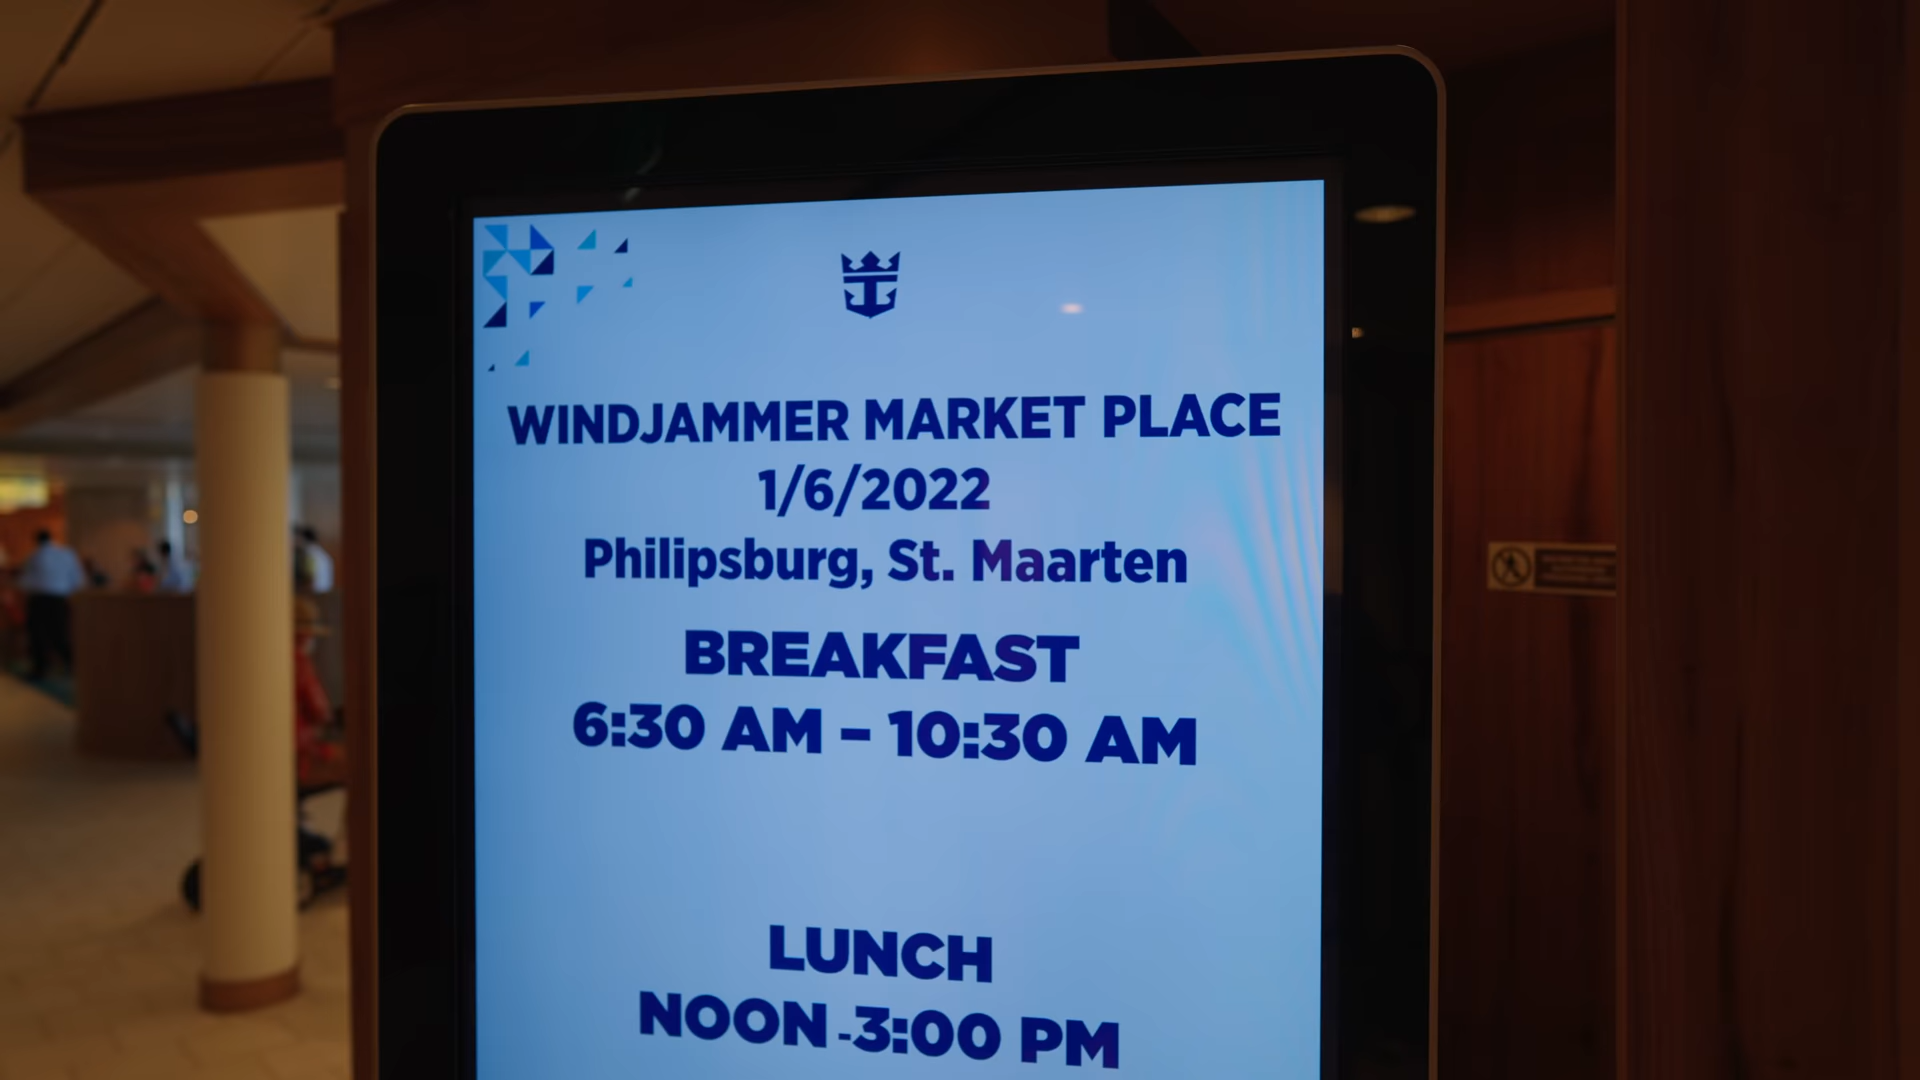 WINDJAMMER MARKET PLACE
1/6/2022
Philipsburg, St. Maarten
BREAKFAST
6:30 AM – 10:30 AM
LUNCH
NOON -3:00 PM